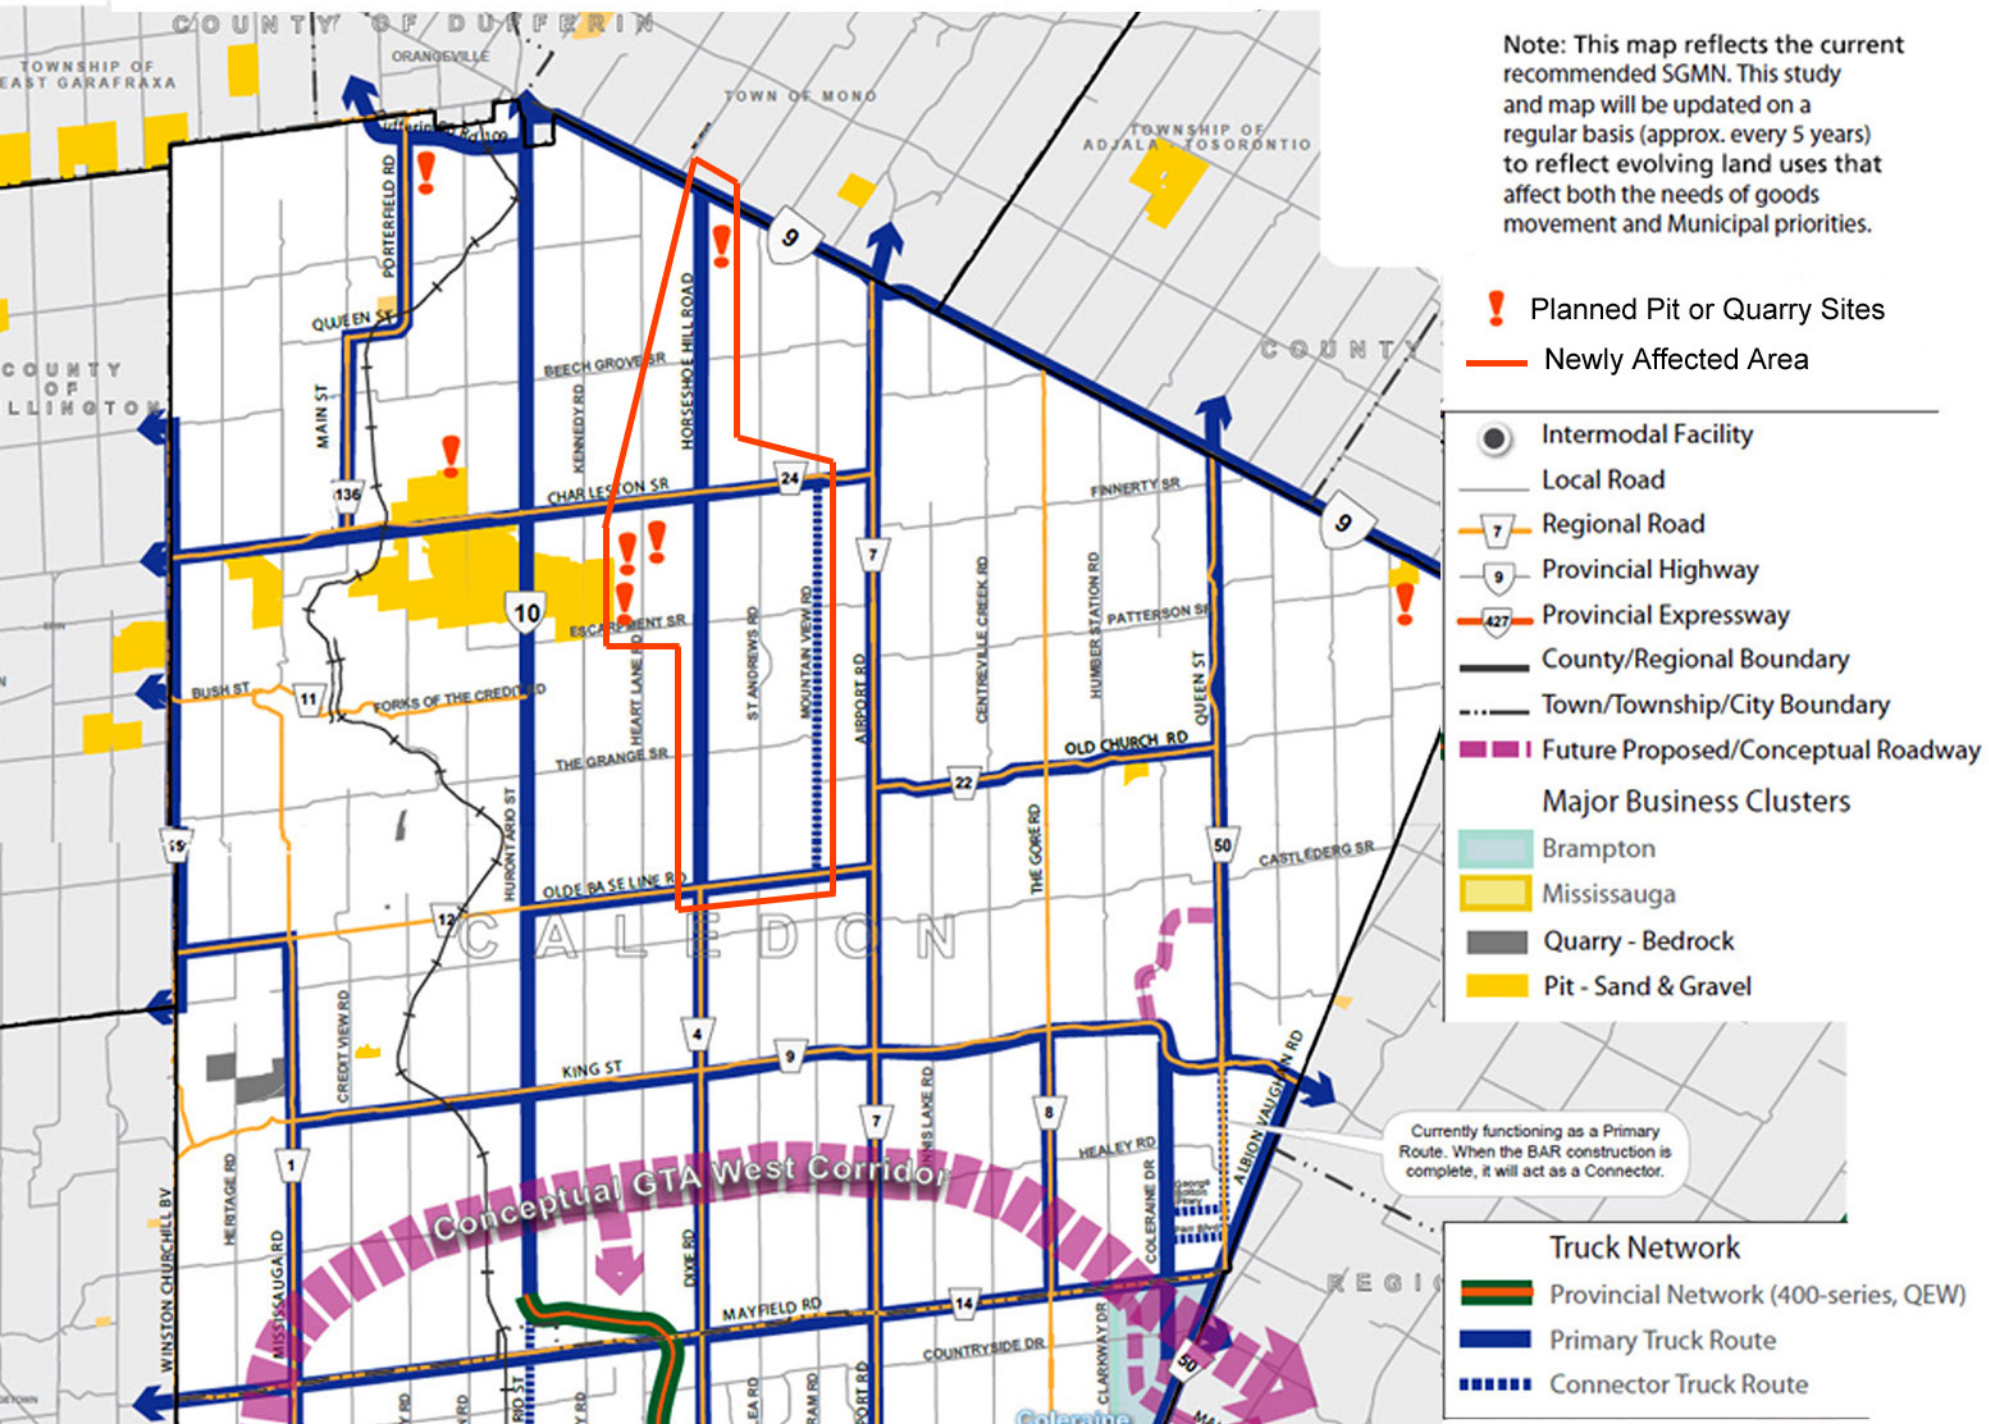 COUNTY OF DUFFERIN
ORANGEVILLE
TOWNSHIP OF
EAST GARAFRAXA
TOWN OF MONO
TOWNSHIP OF
ADJALA - TOSORONTIO
Note: This map reflects the current
recommended SGMN. This study
and map will be updated on a
regular basis (approx. every 5 years)
to reflect evolving land uses that
affect both the needs of goods
movement and Municipal priorities.
Planned Pit or Quarry Sites
Newly Affected Area
Intermodal Facility
Local Road
7
Regional Road
9
Provincial Highway
427
Provincial Expressway
County/Regional Boundary
Town/Township/City Boundary
Future Proposed/Conceptual Roadway
Major Business Clusters
Brampton
Mississauga
Quarry - Bedrock
Pit - Sand & Gravel
Currently functioning as a Primary
Route. When the BAR construction is
complete, it will act as a Connector.
Truck Network
Provincial Network (400-series, QEW)
Primary Truck Route
Connector Truck Route
Rd 109
PORTERFIELD RD
9
QUEEN ST
HORSESHOE HILL ROAD
BEECH GROVE SR
COUNTY
COUNTY
OF
LLINGTON
MAIN ST
KENNEDY RD
136
CHARLESTON SR
24
FINNERTY SR
9
7
10
ESCARPMENT SR
HEART LANE RD
ST ANDREWS RD
MOUNTAIN VIEW RD
AIRPORT RD
CENTREVILLE CREEK RD
HUMBER STATION RD
PATTERSON SR
QUEEN ST
ERIN
BUSH ST
11
FORKS OF THE CREDIT RD
THE GRANGE SR
OLD CHURCH RD
22
HURONTARIO ST
THE GORE RD
50
CASTLEDERG SR
OLDE BASE LINE RD
12
CALEDON
CREDIT VIEW RD
4
KING ST
9
ALBION VAUGHAN RD
7
8
HEALEY RD
COLERAINE DR
1
HERITAGE RD
Conceptual GTA West Corridor
WINSTON CHURCHILL BV
MISSISSAUGA RD
DIXIE RD
MAYFIELD RD
14
COUNTRYSIDE DR
CLARKWAY DR
50
REGI
Coleraine